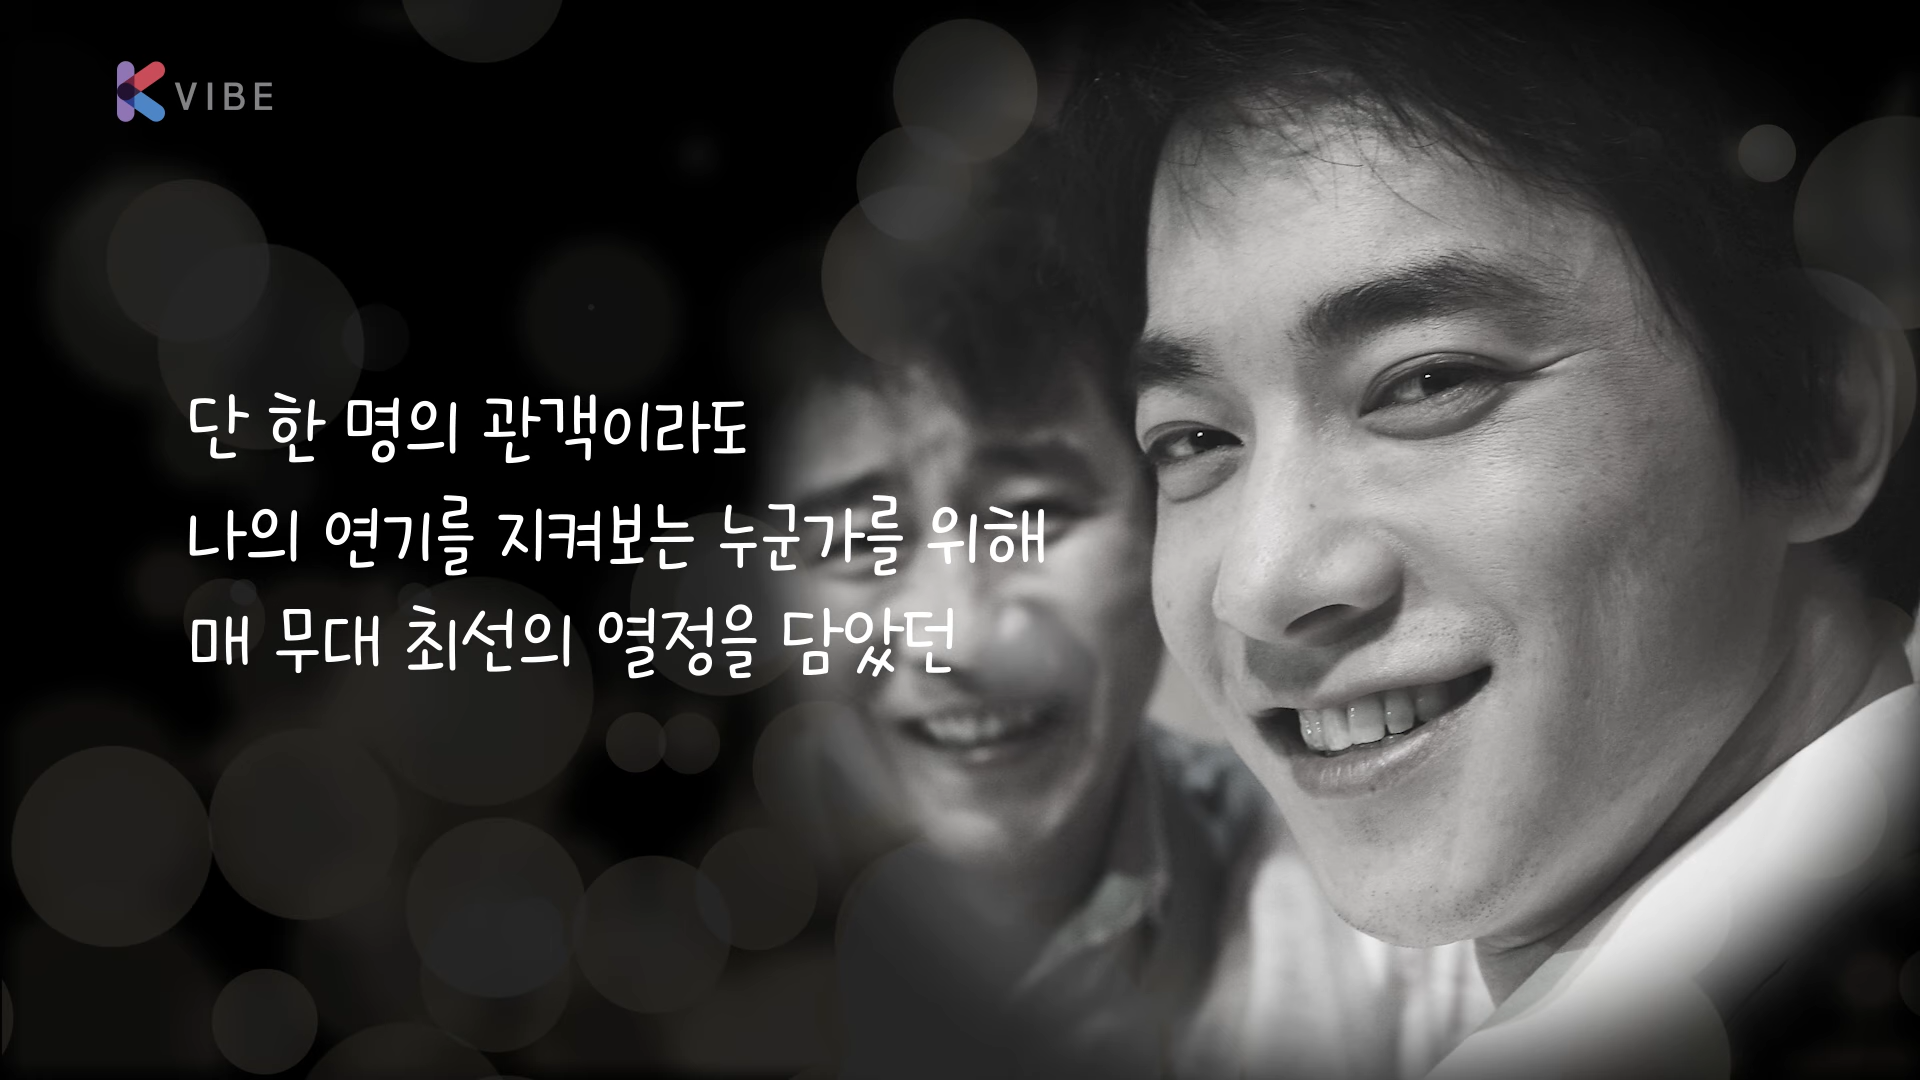 K VIBE
단 한 명의 관객이라도
나의 연기를 지켜보는 누군가를 위해
매 무대 최선의 열정을 담았던